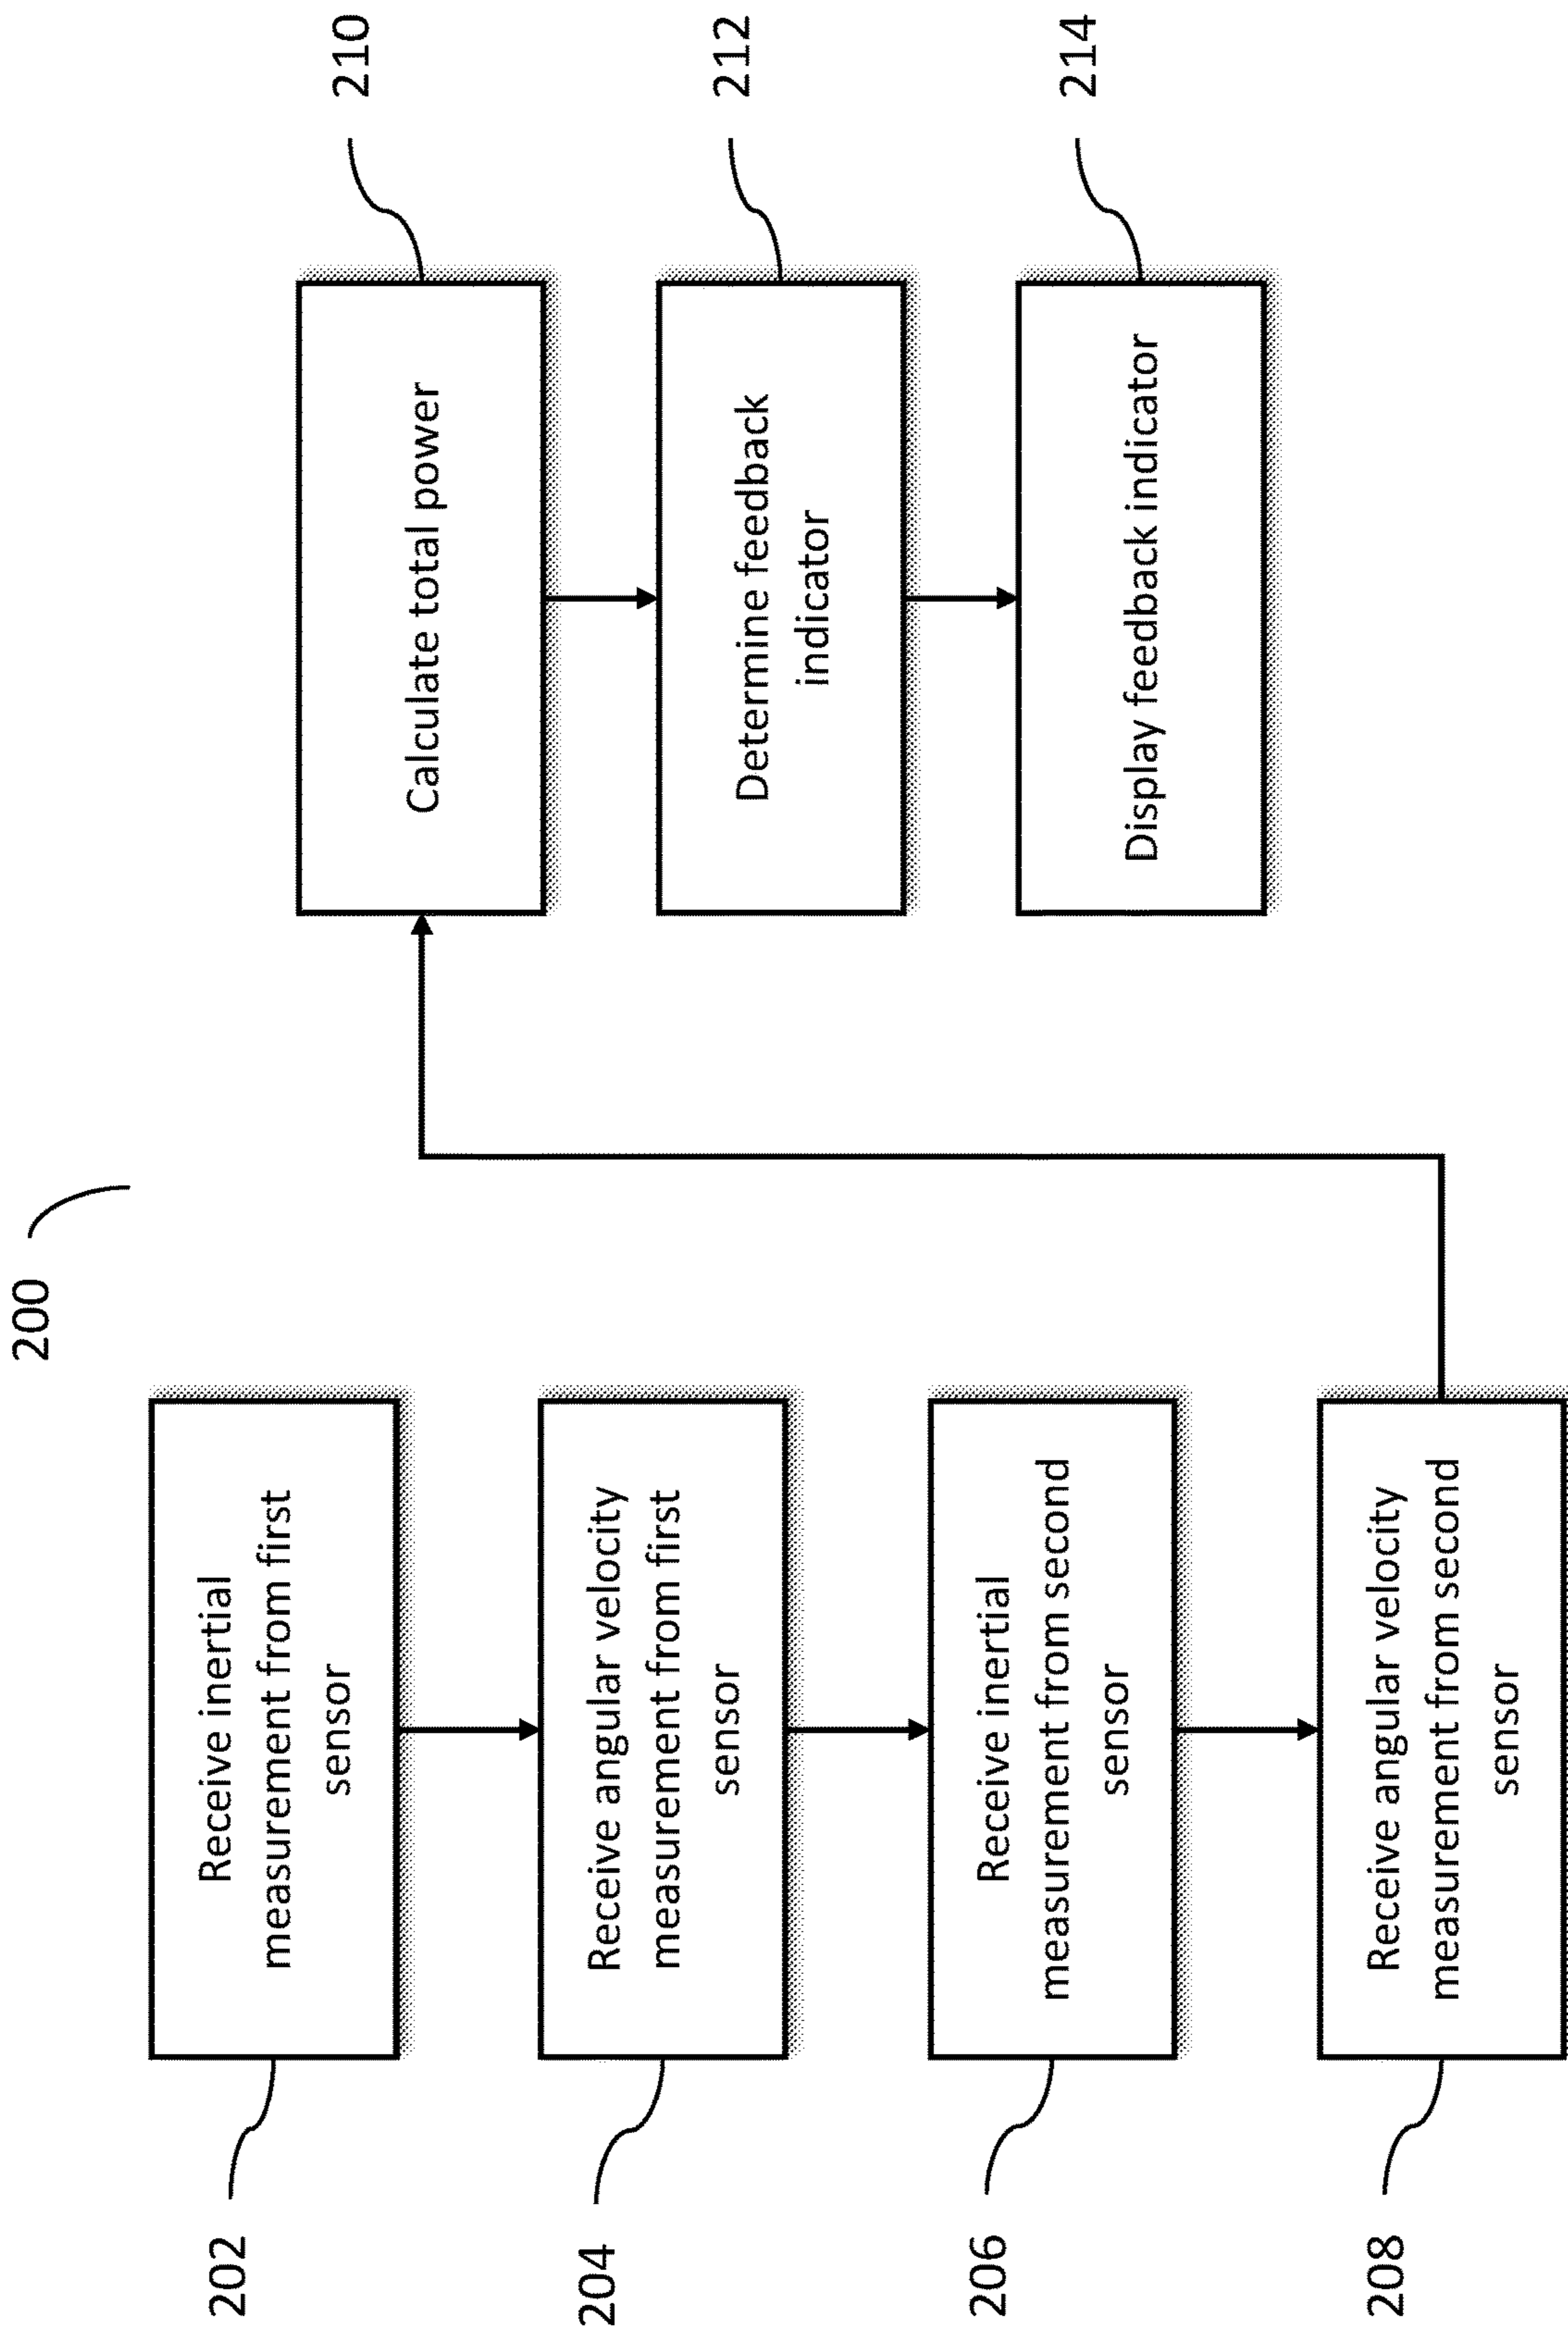 200
202
Receive inertial
measurement from first
sensor
204
Receive angular velocity
measurement from first
sensor
206
Receive inertial
measurement from second
sensor
208
Receive angular velocity
measurement from second
sensor
210
Calculate total power
212
Determine feedback
indicator
214
Display feedback indicator